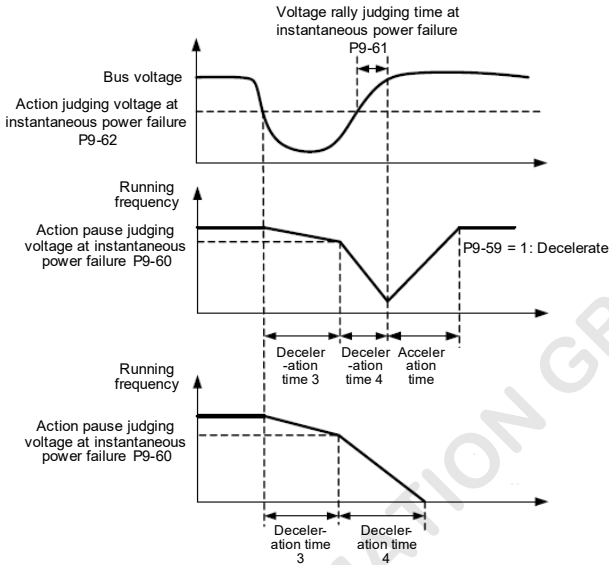 Voltage rally judging time at
instantaneous power failure
P9-61
Bus voltage
Action judging voltage at
instantaneous power failure
P9-62
Running
frequency
Action pause judging
voltage at instantaneous
power failure P9-60
P9-59 = 1: Decelerate
Deceler
-ation
time 3
Deceler
-ation
time 4
Acceler
ation
time
Running
frequency
Action pause judging
voltage at instantaneous
power failure P9-60
Deceler-
ation time
3
Deceler-
ation time
4
ATION GR